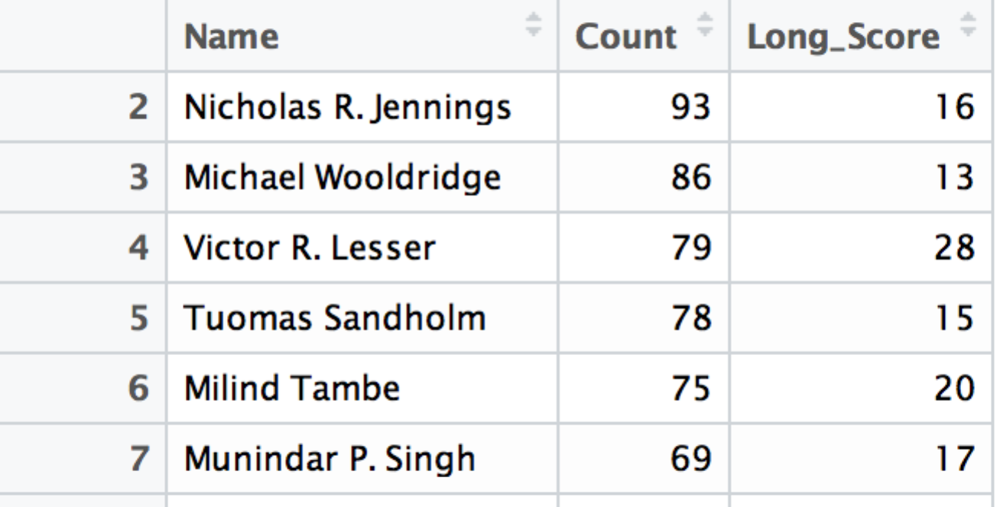 Name Count Long_Score
2 Nicholas R. Jennings 93 16
3 Michael Wooldridge 86 13
4 Victor R. Lesser 79 28
5 Tuomas Sandholm 78 15
6 Milind Tambe 75 20
7 Munindar P. Singh 69 17